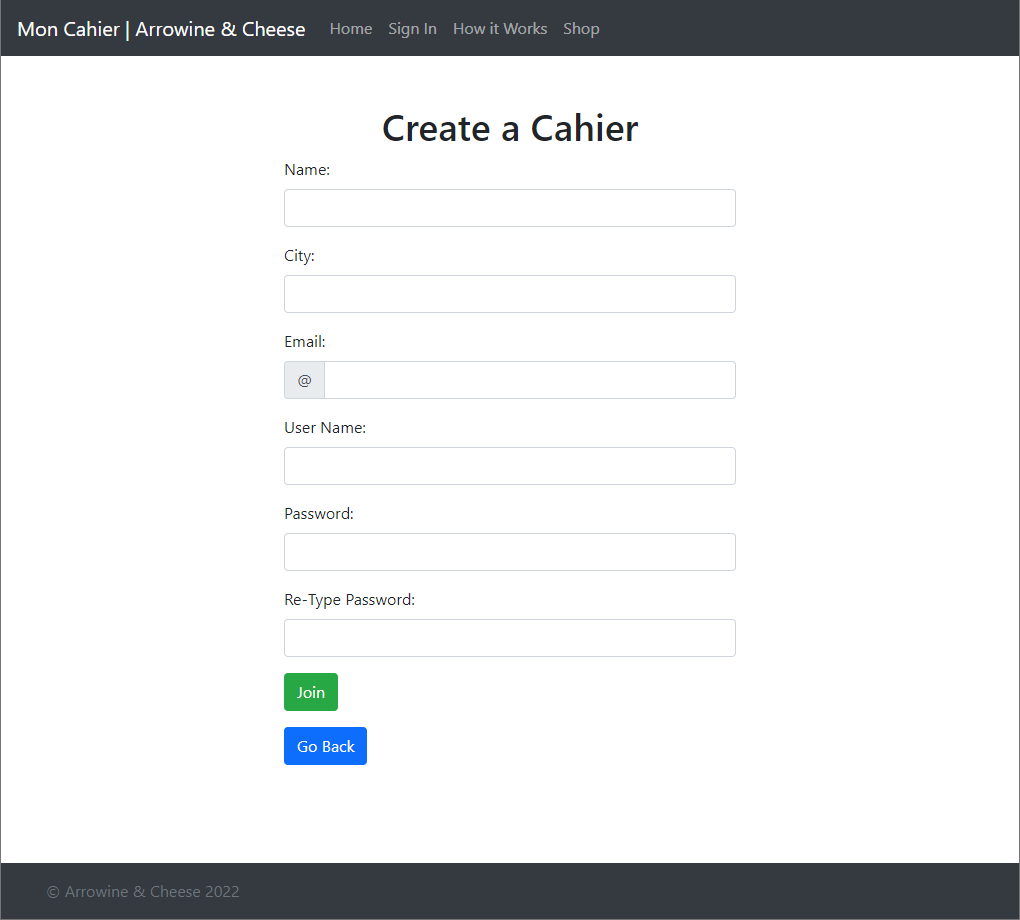 Mon Cahier | Arrowine & Cheese Home Sign In How it Works Shop
Create a Cahier
Name:
City:
Email:
@
User Name:
Password:
Re-Type Password:
Join
Go Back
© Arrowine & Cheese 2022